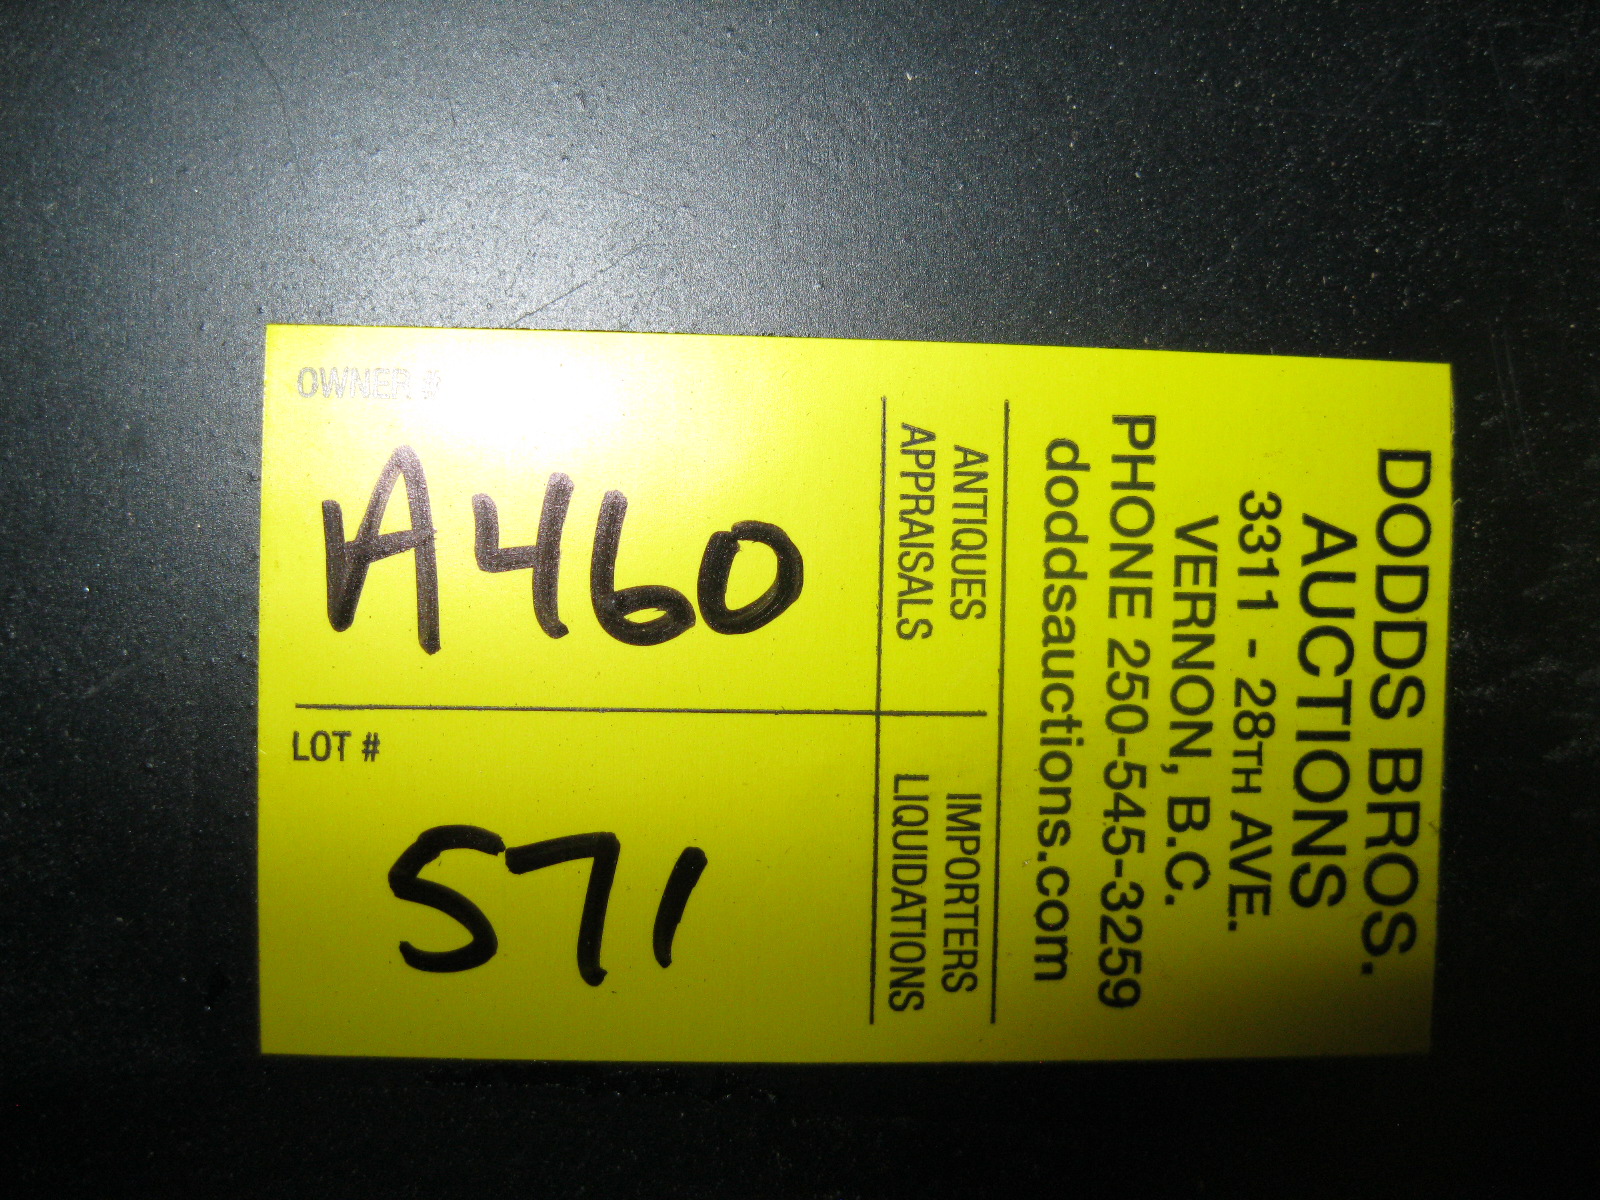 DODDS BROS.
AUCTIONS
3311 - 28TH AVE.
VERNON, B.C.
PHONE 250-545-3259
doddsauctions.com
ANTIQUES
APPRAISALS
IMPORTERS
LIQUIDATIONS
OWNER #
A460
LOT #
571